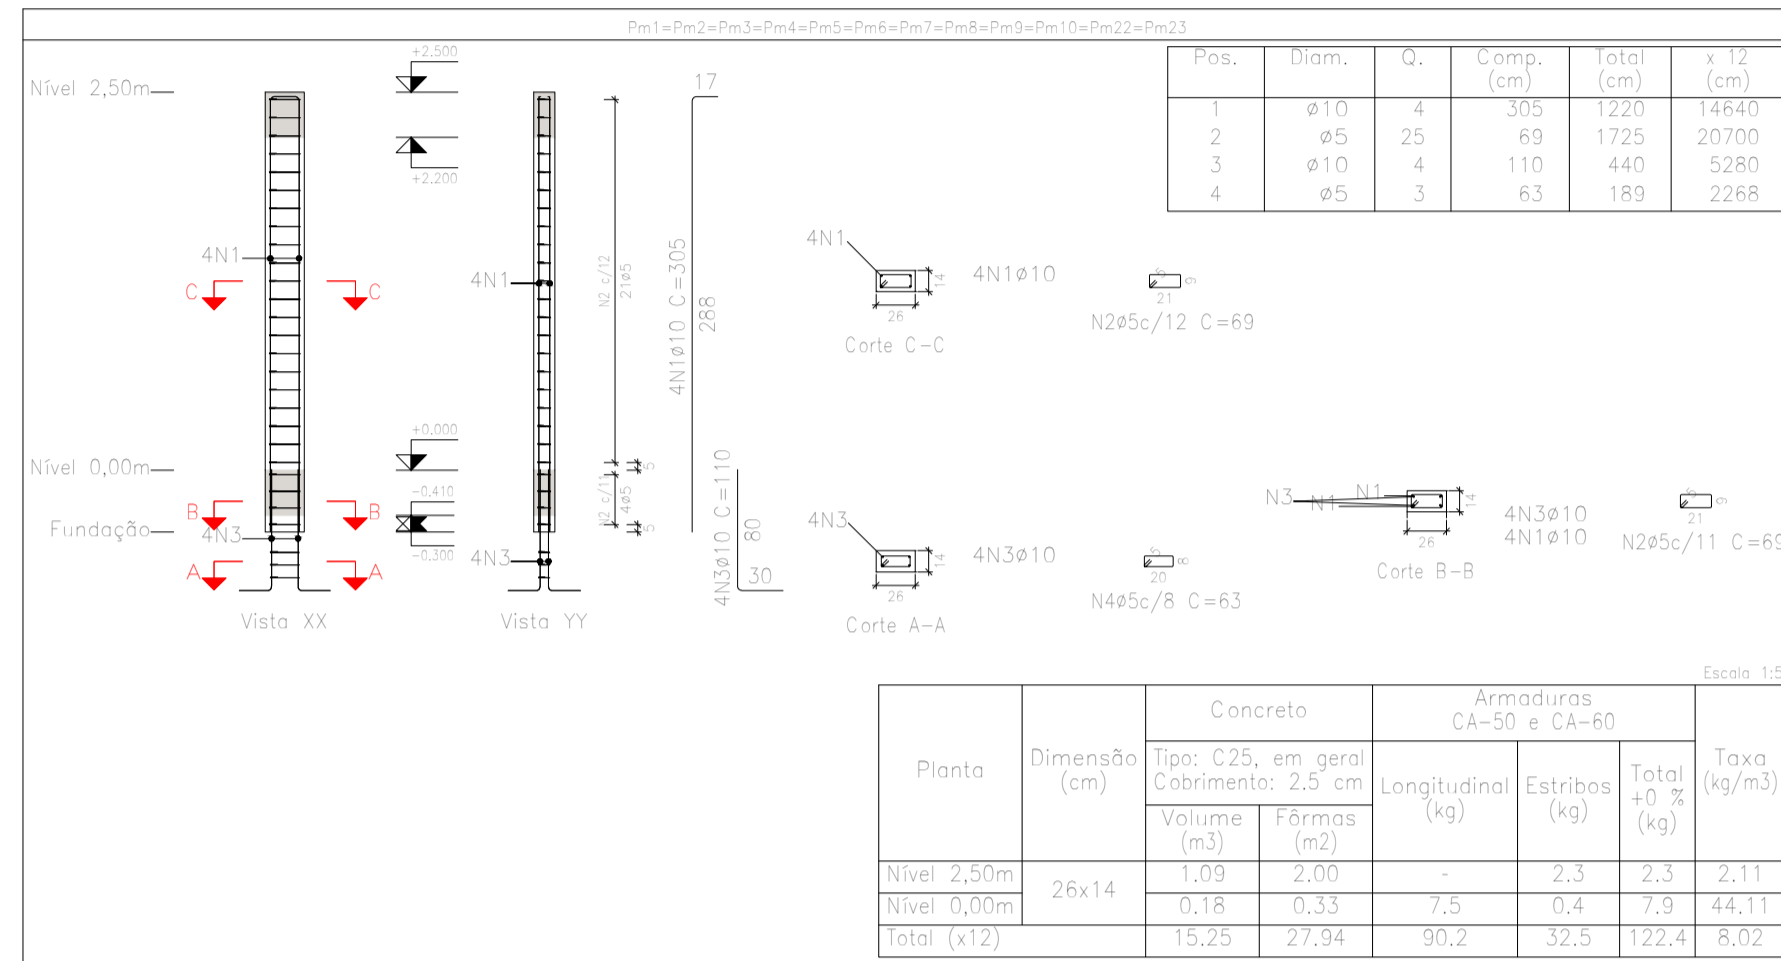 Pm1=Pm2=Pm3=Pm4=Pm5=Pm6=Pm7=Pm8=Pm9=Pm10=Pm22=Pm23
Pos. Diam. Q. Comp. (cm) Total (cm) x 12 (cm)
1 ø10 4 305 1220 14640
2 ø5 25 69 1725 20700
3 ø10 4 110 440 5280
4 ø5 3 63 189 2268
Nível 2,50m
+2.500
+2.200
4N1
C C
Nível 0,00m
+0.000
-0.410
B B
Fundação
4N3
-0.300
A A
Vista XX
4N1
4N3
Vista YY
N2 c/12
21ø5
5
N2 c/11
4ø5
5
17
4N1ø10 C=305
288
4N3ø10 C=110
80
30
4N1
4N1ø10
14
26
Corte C-C
5
9
21
N2ø5c/12 C=69
4N3
4N3ø10
14
26
Corte A-A
5
8
20
N4ø5c/8 C=63
N3
N1
N1
14
26
4N3ø10
4N1ø10
Corte B-B
5
9
21
N2ø5c/11 C=69
Escala 1:5
Planta
Dimensão
(cm)
Concreto
Tipo: C25, em geral
Cobrimento: 2.5 cm
Volume
(m3)
Fôrmas
(m2)
Armaduras
CA-50 e CA-60
Longitudinal
(kg)
Estribos
(kg)
Total
+0 %
(kg)
Taxa
(kg/m3)
Nível 2,50m 26x14 1.09 2.00 - 2.3 2.3 2.11
Nível 0,00m 0.18 0.33 7.5 0.4 7.9 44.11
Total (x12) 15.25 27.94 90.2 32.5 122.4 8.02